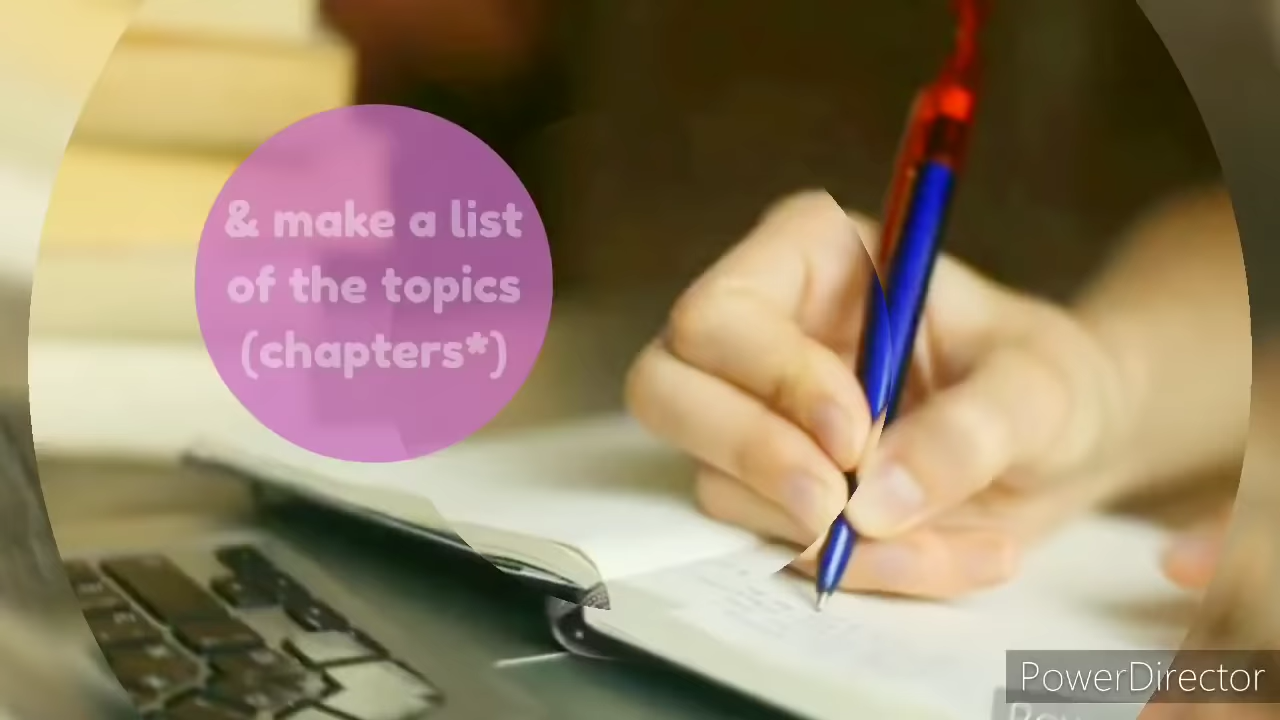 & make a list
of the topics
(chapters*)
PowerDirector